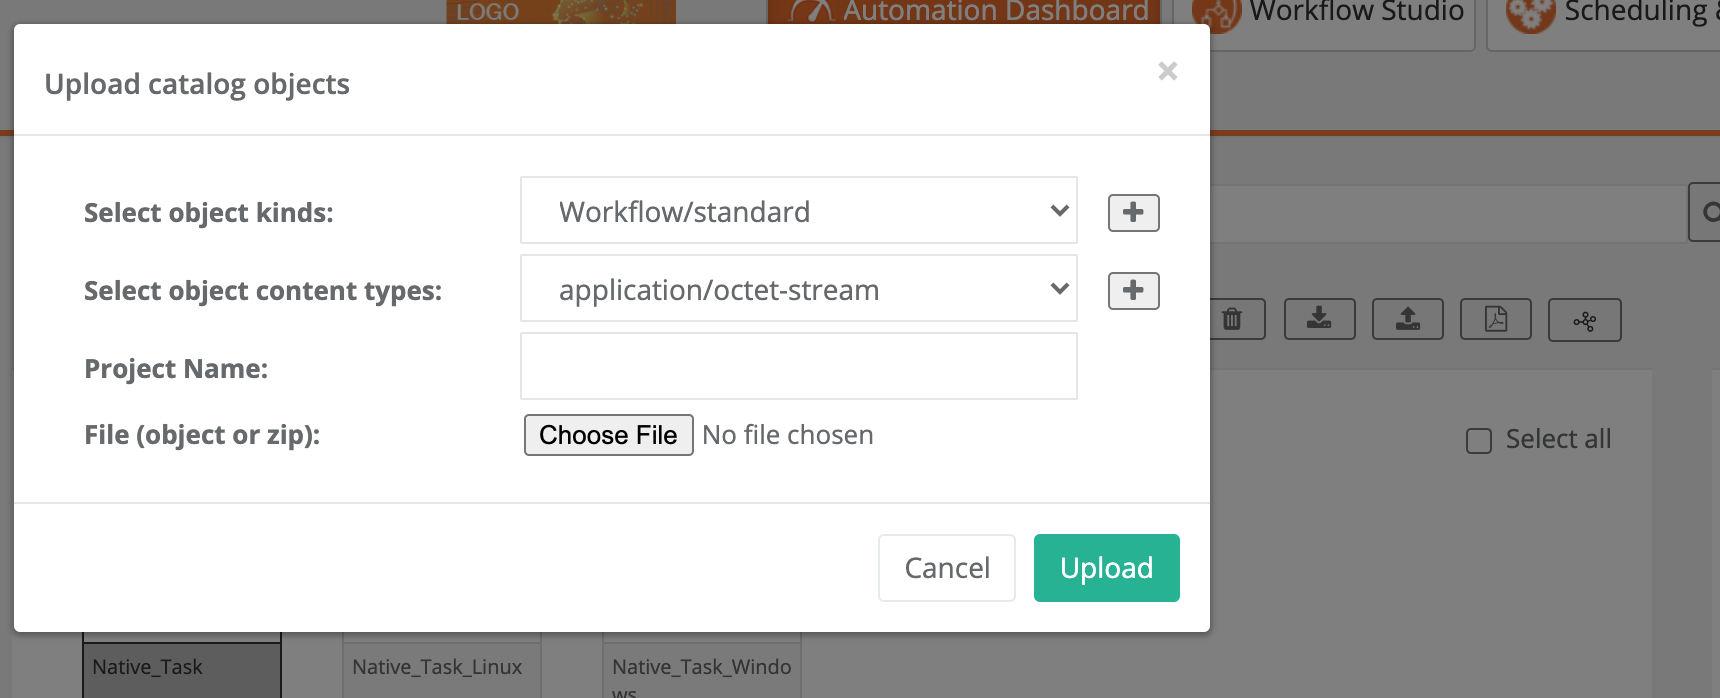 LOGO
Automation Dashboard
Workflow Studio
Scheduling &
Upload catalog objects
×
Select object kinds:
Workflow/standard
Select object content types:
application/octet-stream
Project Name:
File (object or zip):
Choose File No file chosen
Select all
Cancel
Upload
Native_Task
Native_Task_Linux
Native_Task_Windo
ws